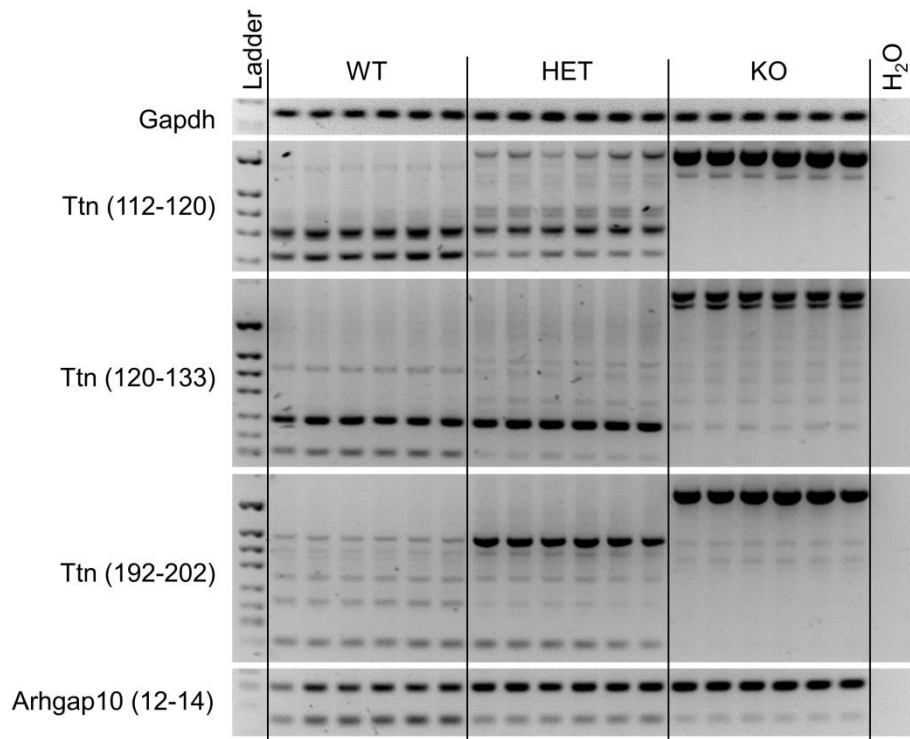 Ladder
WT
HET
KO
H₂O
Gapdh
Ttn (112-120)
Ttn (120-133)
Ttn (192-202)
Arhgap10 (12-14)